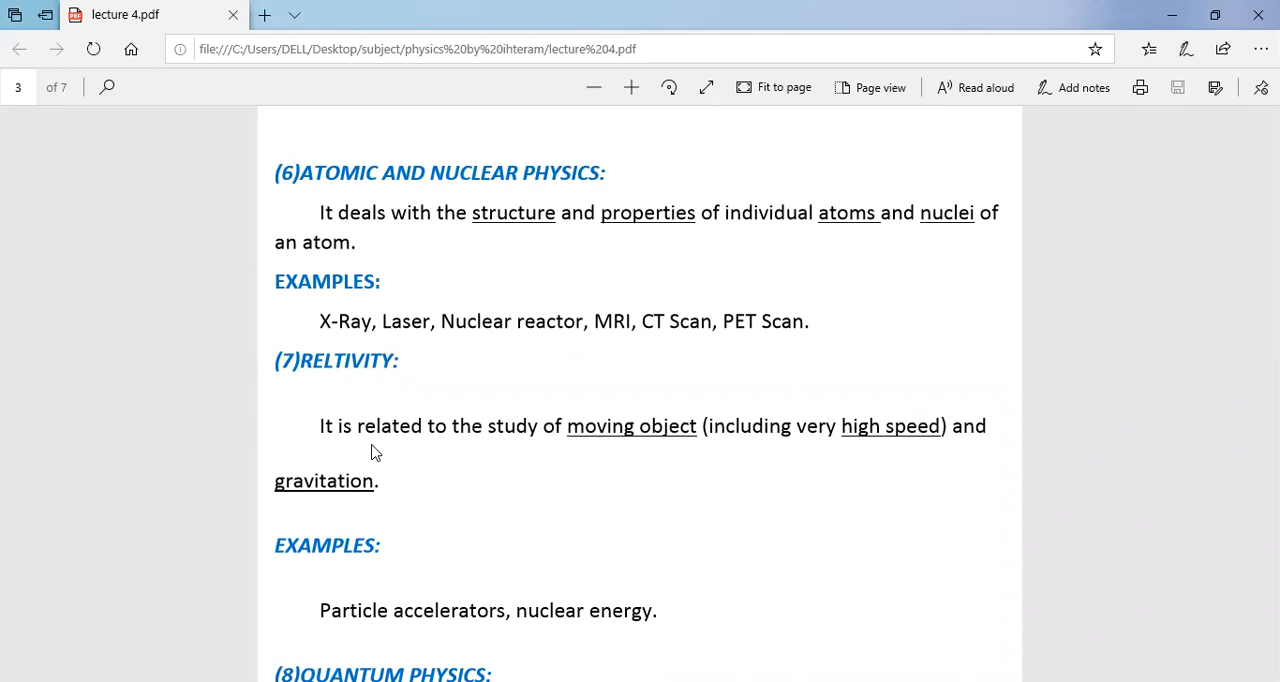 lecture 4.pdf
file:///C:/Users/DELL/Desktop/subject/physics%20by%20ihteram/lecture%204.pdf
3 of 7 Fit to page Page view Read aloud Add notes
(6)ATOMIC AND NUCLEAR PHYSICS:
It deals with the structure and properties of individual atoms and nuclei of
an atom.
EXAMPLES:
X-Ray, Laser, Nuclear reactor, MRI, CT Scan, PET Scan.
(7)RELTIVITY:
It is related to the study of moving object (including very high speed) and
gravitation.
EXAMPLES:
Particle accelerators, nuclear energy.
(8)QUANTUM PHYSICS: